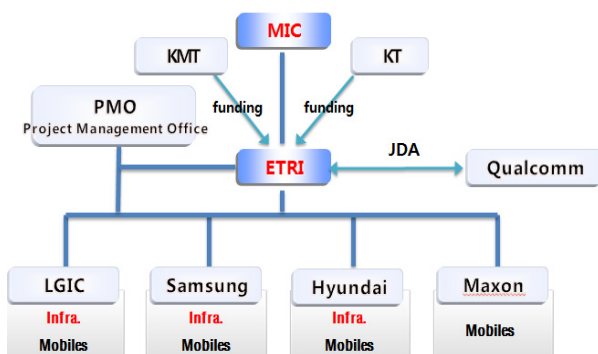 MIC
KMT
KT
funding
funding
PMO
Project Management Office
ETRI
JDA
Qualcomm
LGIC
Samsung
Hyundai
Maxon
Infra.
Infra.
Infra.
Mobiles
Mobiles
Mobiles
Mobiles